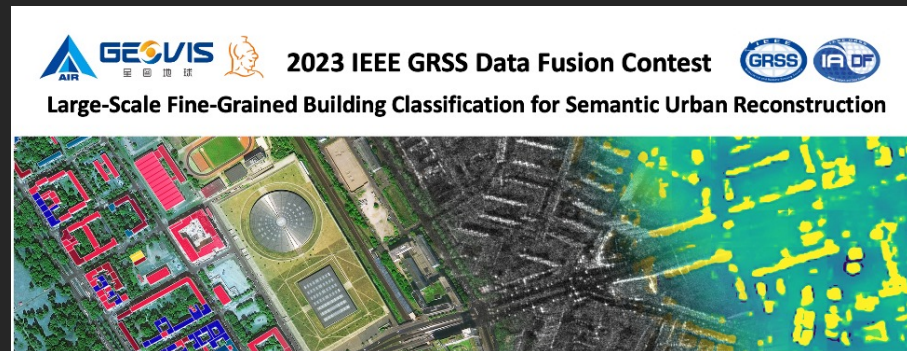 AIR
GEOVIS
星图地球
2023 IEEE GRSS Data Fusion Contest
IEEE
GRSS
IADF
Large-Scale Fine-Grained Building Classification for Semantic Urban Reconstruction